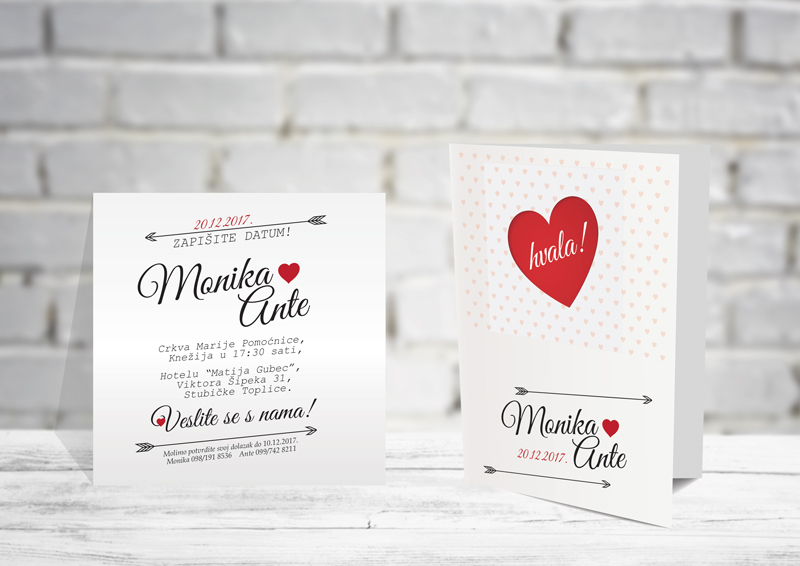 20.12.2017.
ZAPIŠITE DATUM!
Monika
Ante
Crkva Marije Pomoćnice,
Knežija u 17:30 sati,
Hotelu “Matija Gubec”,
Viktora Šipeka 31,
Stubičke Toplice.
Veslite se s nama!
Molimo potvrdite svoj dolazak do 10.12.2017.
Monika 098/191 8536 Ante 099/742 8211
hvala!
Monika
20.12.2017. Ante